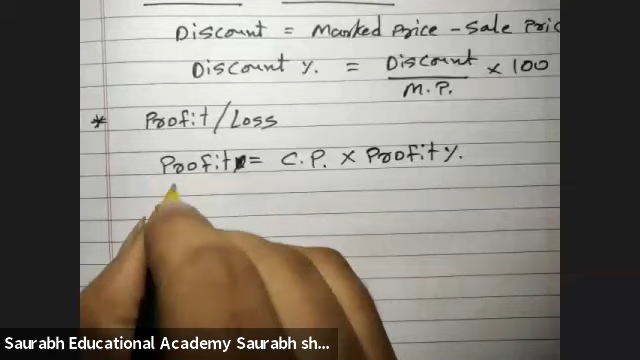 Discount = Marked Price - Sale Pric
Discount %. = Discount / M.P. × 100
* Profit/Loss
Profit = C.P. × Profit %.
Saurabh Educational Academy Saurabh sh...